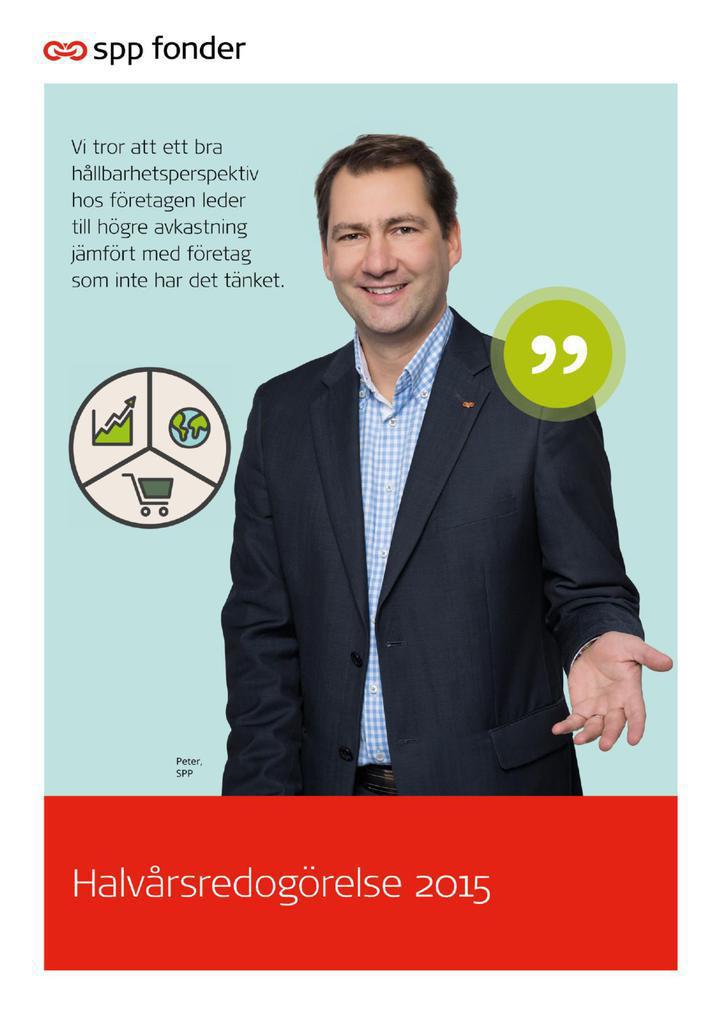 spp fonder
Vi tror att ett bra
hållbarhetsperspektiv
hos företagen leder
till högre avkastning
jämfört med företag
som inte har det tänket.
”
Peter,
SPP
Halvårsredogörelse 2015